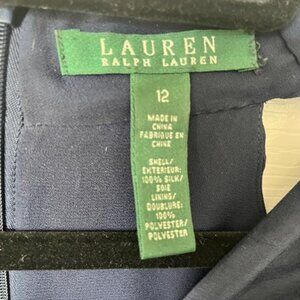 LAUREN
RALPH LAUREN
12
MADE IN
CHINA
FABRIQUE EN
CHINE
SHELL/
EXTERIEUR:
100% SILK/
SOIE
LINING/
DOUBLURE:
100%
POLYESTER/
POLYESTER